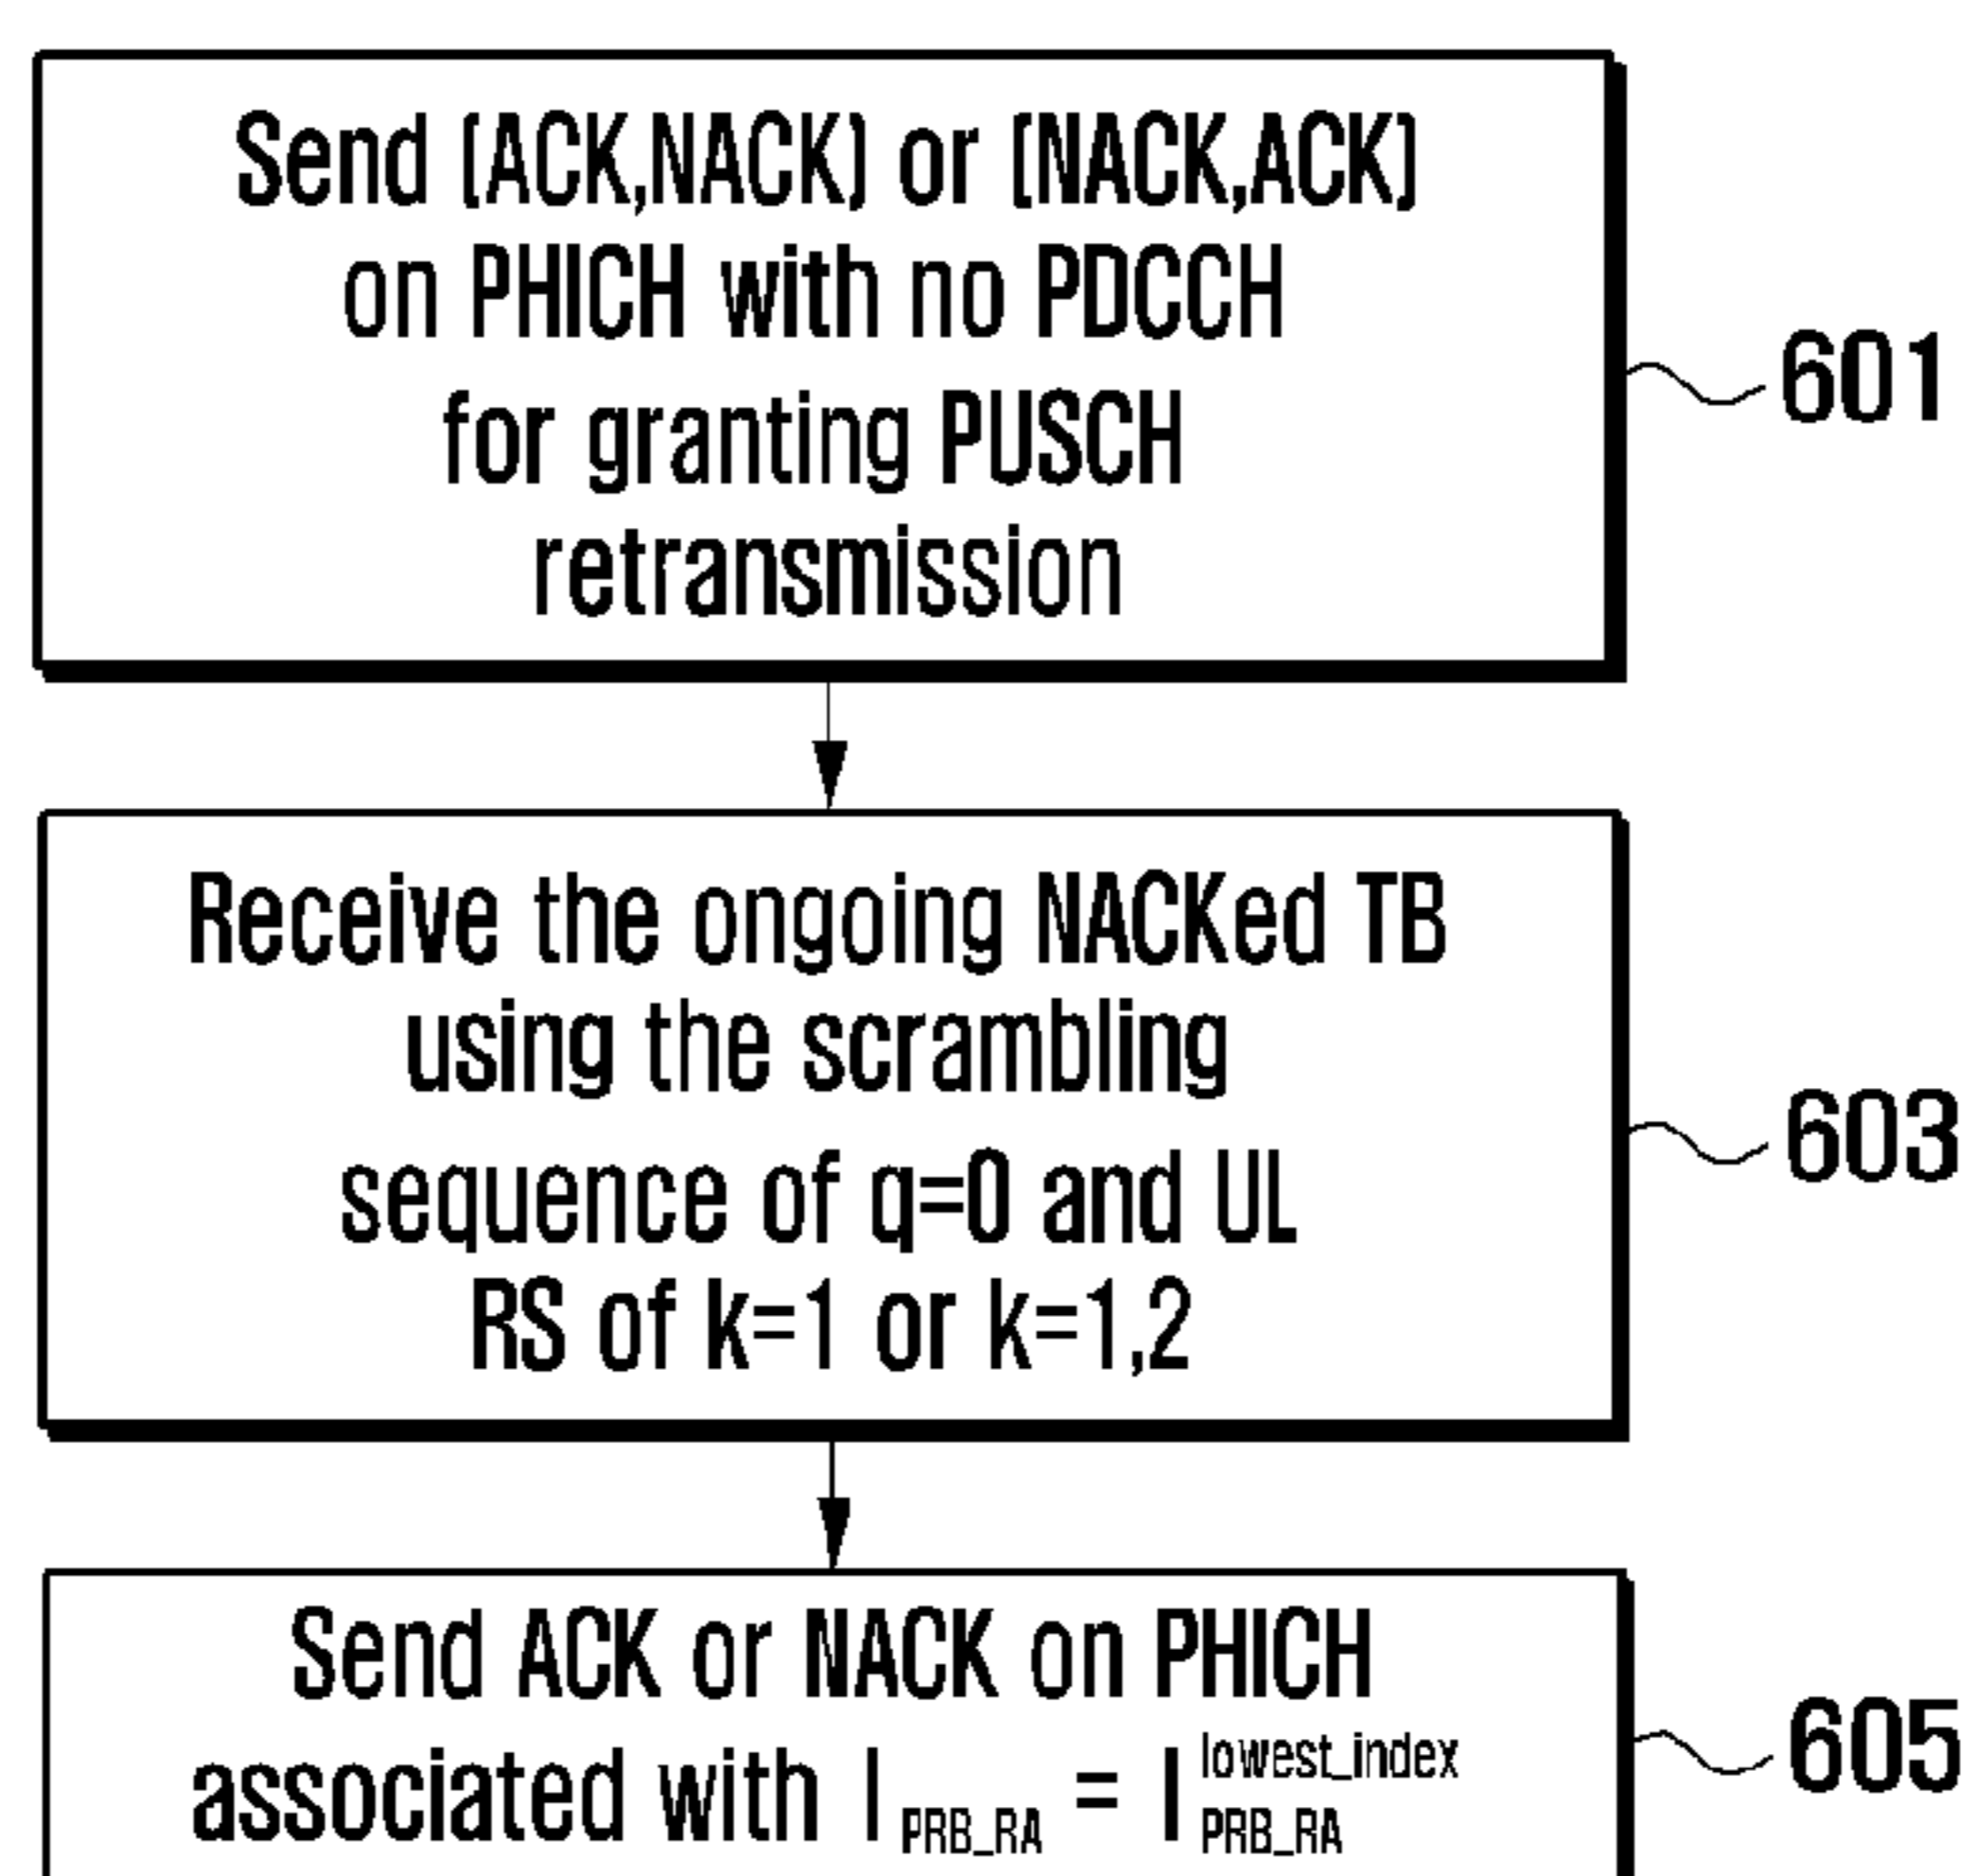 Send (ACK,NACK) or (NACK,ACK)
on PHICH with no PDCCH
for granting PUSCH
retransmission
601
Receive the ongoing NACKed TB
using the scrambling
sequence of q=0 and UL
RS of k=1 or k=1,2
603
Send ACK or NACK on PHICH
associated with I PRB_RA = I lowest_index PRB_RA
605